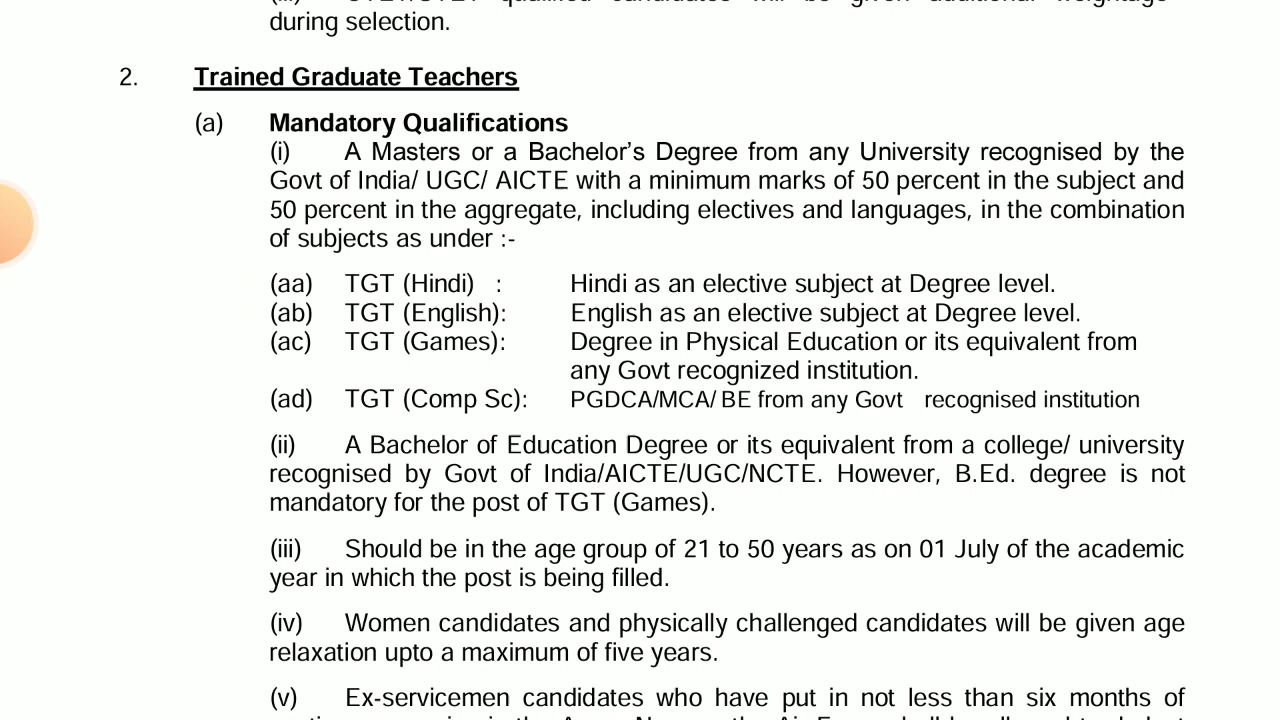 during selection.
2. Trained Graduate Teachers
(a) Mandatory Qualifications
(i) A Masters or a Bachelor’s Degree from any University recognised by the
Govt of India/ UGC/ AICTE with a minimum marks of 50 percent in the subject and
50 percent in the aggregate, including electives and languages, in the combination
of subjects as under :-
(aa) TGT (Hindi) : Hindi as an elective subject at Degree level.
(ab) TGT (English): English as an elective subject at Degree level.
(ac) TGT (Games): Degree in Physical Education or its equivalent from
any Govt recognized institution.
(ad) TGT (Comp Sc): PGDCA/MCA/ BE from any Govt recognised institution
(ii) A Bachelor of Education Degree or its equivalent from a college/ university
recognised by Govt of India/AICTE/UGC/NCTE. However, B.Ed. degree is not
mandatory for the post of TGT (Games).
(iii) Should be in the age group of 21 to 50 years as on 01 July of the academic
year in which the post is being filled.
(iv) Women candidates and physically challenged candidates will be given age
relaxation upto a maximum of five years.
(v) Ex-servicemen candidates who have put in not less than six months of